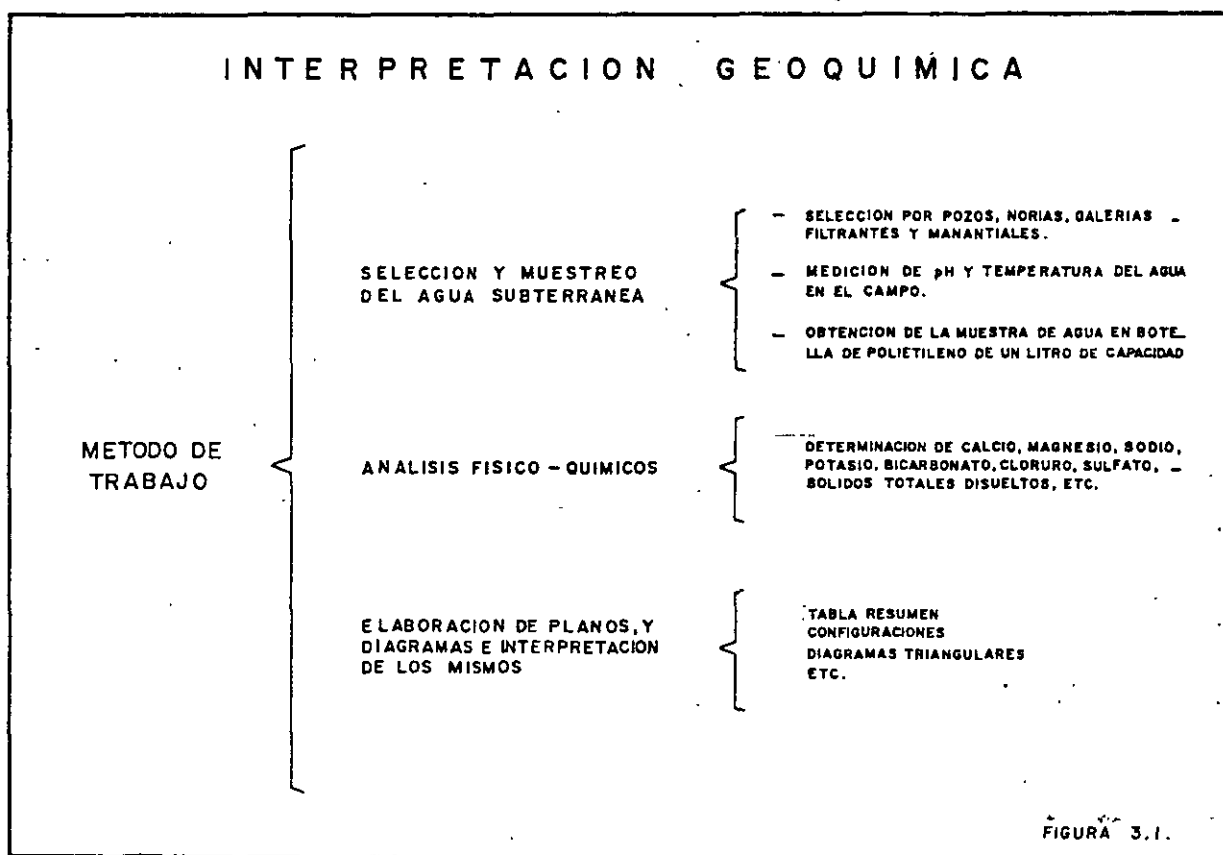 INTERPRETACION GEOQUIMICA
METODO DE
TRABAJO
SELECCION Y MUESTREO
DEL AGUA SUBTERRANEA
- SELECCION POR POZOS, NORIAS, GALERIAS -
FILTRANTES Y MANANTIALES.
- MEDICION DE pH Y TEMPERATURA DEL AGUA
EN EL CAMPO.
- OBTENCION DE LA MUESTRA DE AGUA EN BOTE_
LLA DE POLIETILENO DE UN LITRO DE CAPACIDAD
ANALISIS FISICO - QUIMICOS
DETERMINACION DE CALCIO, MAGNESIO, SODIO,
POTASIO, BICARBONATO, CLORURO, SULFATO, -
SOLIDOS TOTALES DISUELTOS, ETC.
ELABORACION DE PLANOS, Y
DIAGRAMAS E INTERPRETACION
DE LOS MISMOS
TABLA RESUMEN
CONFIGURACIONES
DIAGRAMAS TRIANGULARES
ETC.
FIGURA 3.1.